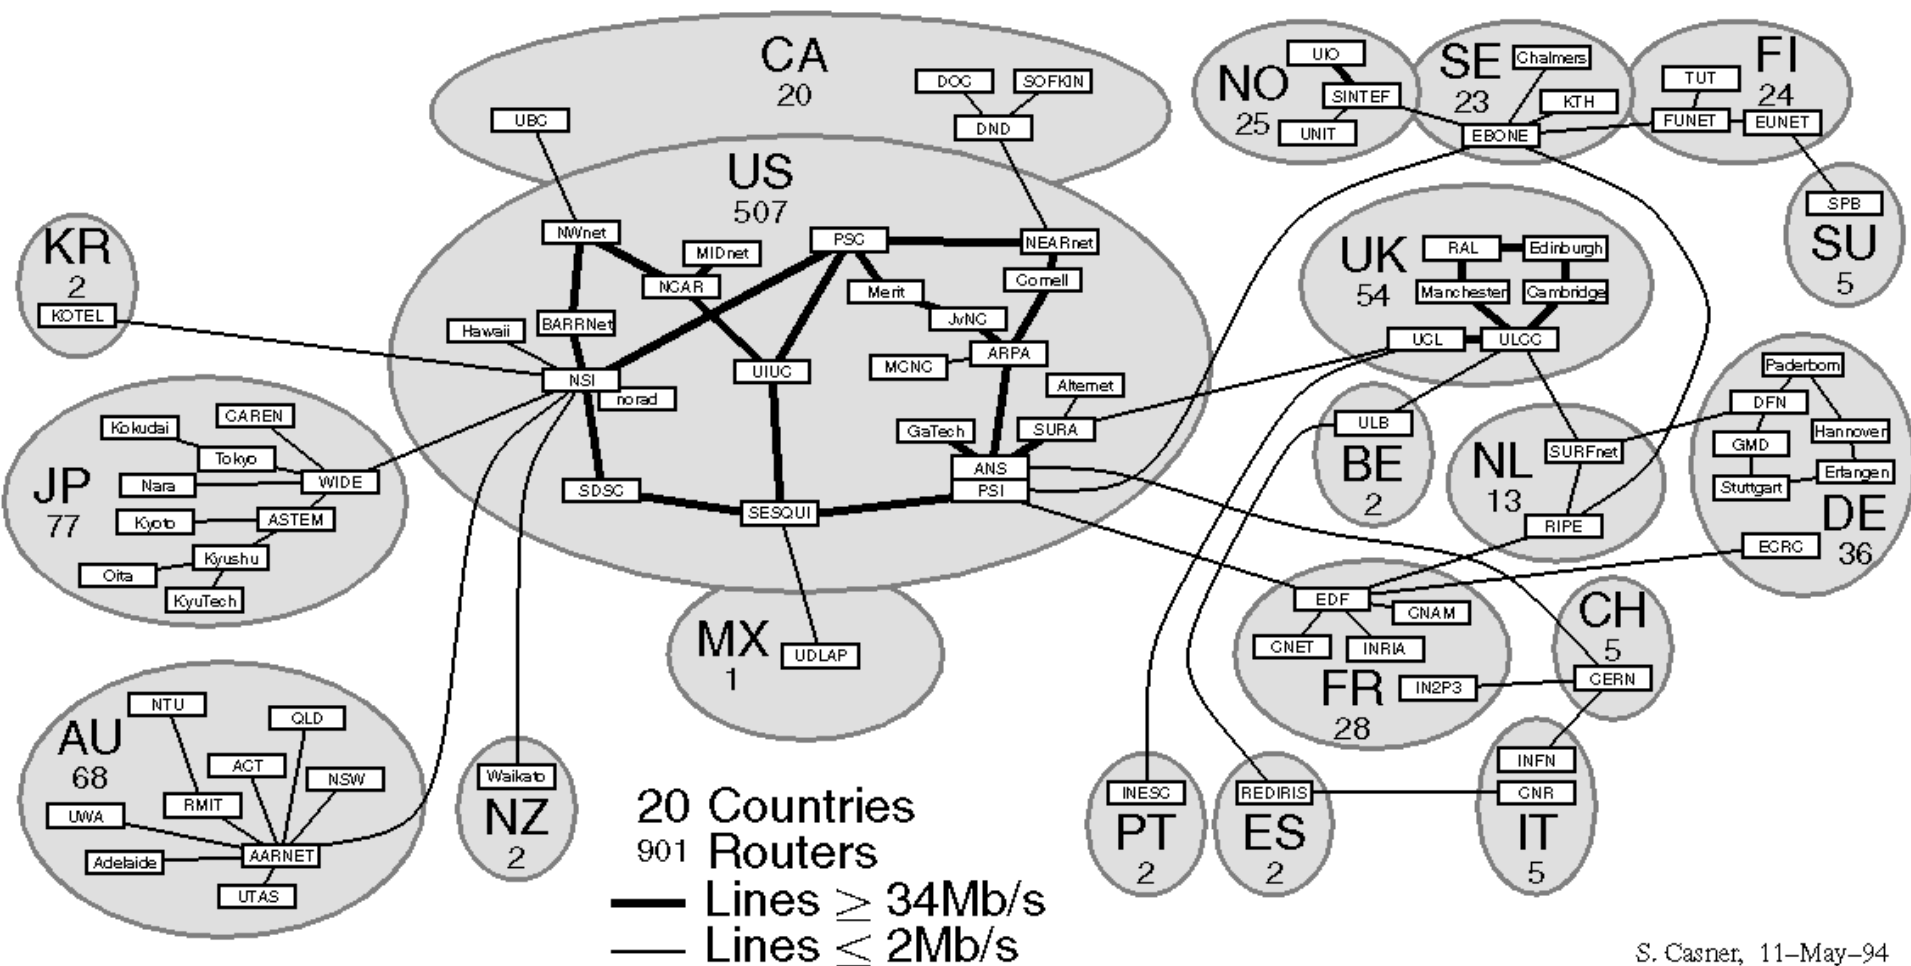 CA
20
UBC
DOC
SOFKIN
DND
NO
25
UIO
SINTEF
UNIT
SE
23
Chalmers
KTH
EBONE
FI
24
TUT
FUNET
EUNET
SPB
SU
5
US
507
NWnet
MIDnet
NCAR
PSC
NEARnet
Cornell
Merit
JvNC
Hawaii
BARRNet
NSI
norad
UIUC
MCNC
ARPA
Alternet
GaTech
SURA
ANS
PSI
SDSC
SESQUI
KR
2
KOTEL
UK
54
RAL
Edinburgh
Manchester
Cambridge
UCL
ULCC
JP
77
CAREN
Kokudai
Tokyo
Nara
WIDE
Kyoto
ASTEM
Kyushu
Oita
KyuTech
ULB
BE
2
NL
13
SURFnet
RIPE
Paderborn
DFN
GMD
Hannover
Stuttgart
Erlangen
DE
36
ECRC
MX
1
UDLAP
EDF
CNAM
CNET
INRIA
FR
28
IN2P3
CH
5
CERN
AU
68
NTU
QLD
ACT
NSW
UWA
RMIT
Adelaide
AARNET
UTAS
Waikato
NZ
2
INESC
PT
2
REDIRIS
ES
2
INFN
CNR
IT
5
20 Countries
901 Routers
Lines ≥ 34Mb/s
Lines ≤ 2Mb/s
S. Casner, 11–May–94